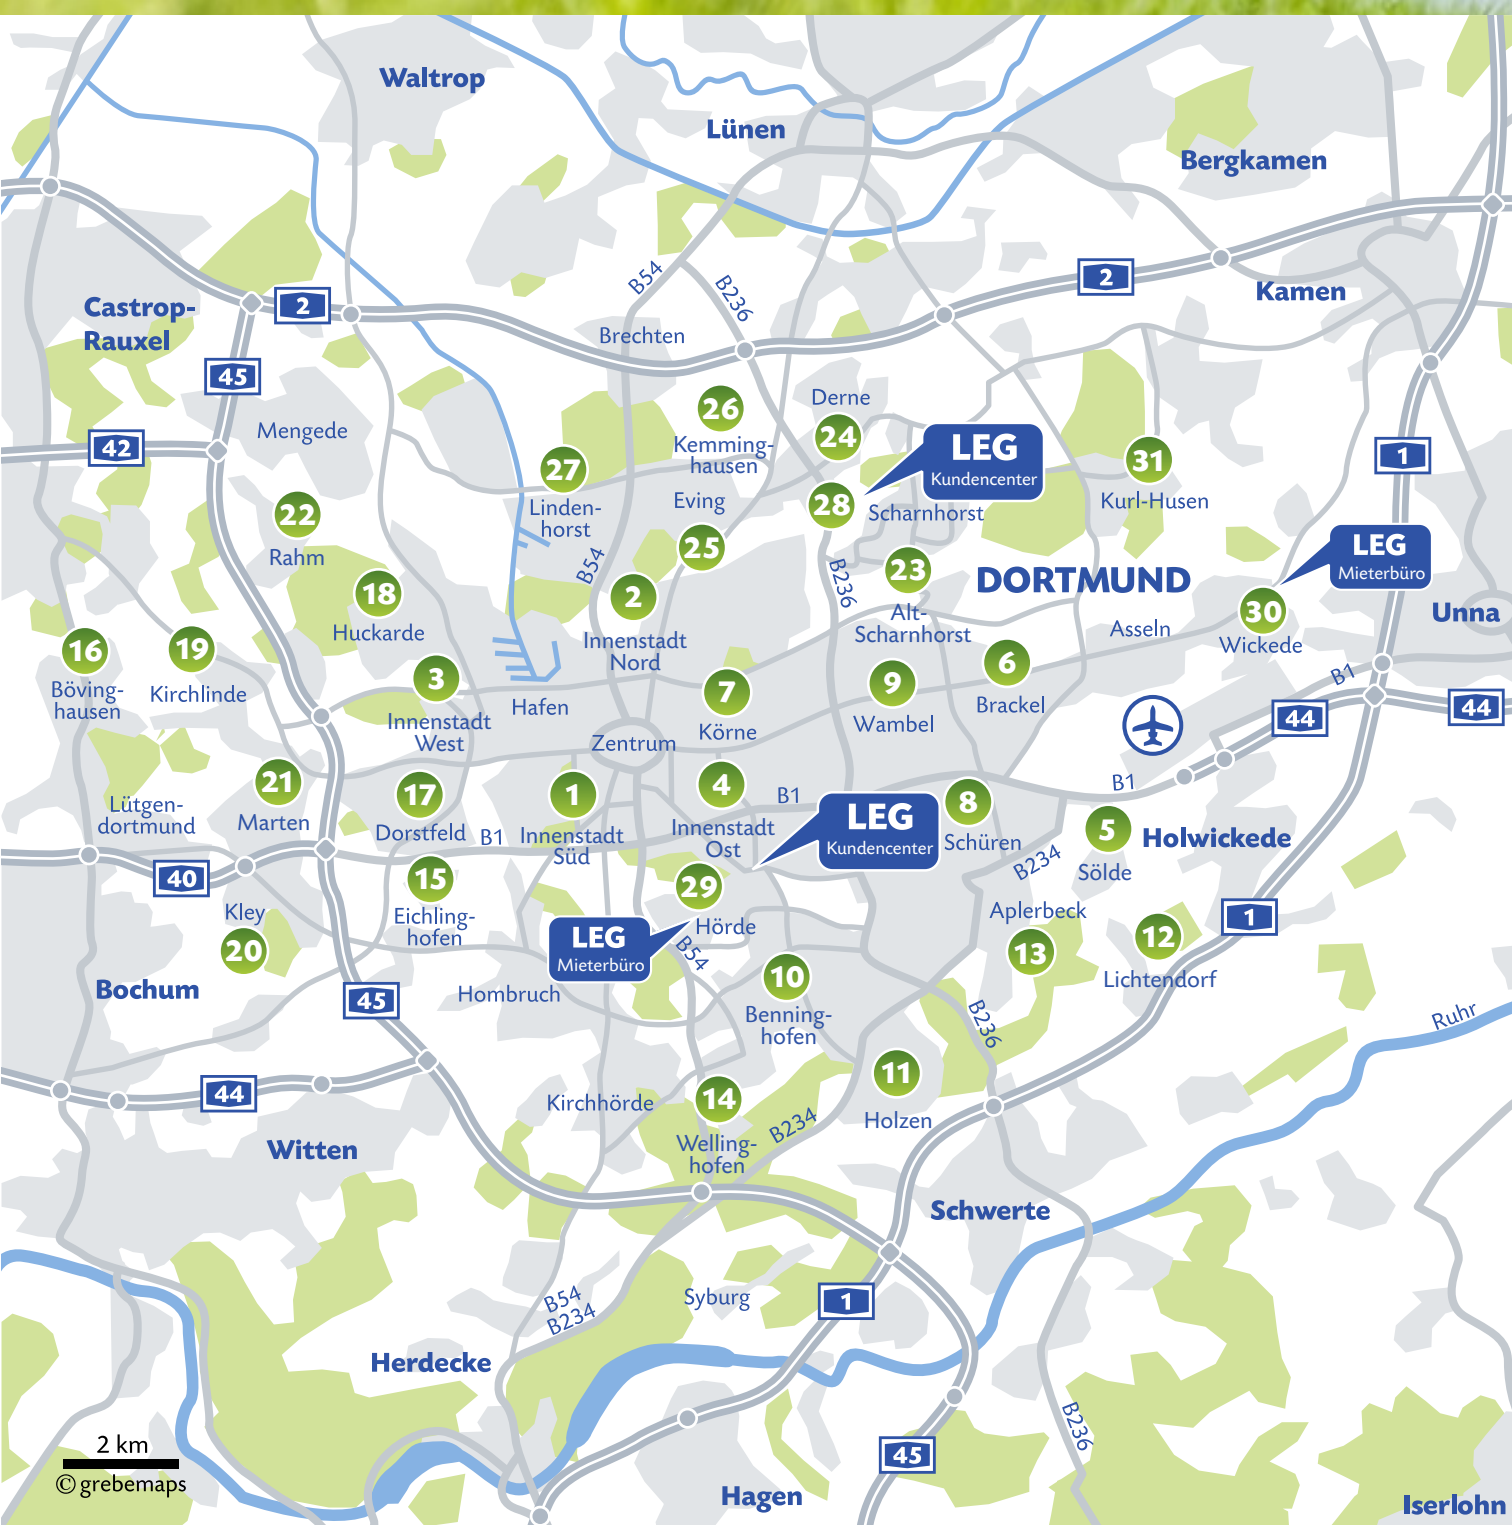 Waltrop
Lünen
Bergkamen
B54
B236
2
Kamen
Castrop-
Rauxel
2
Brechten
45
Derne
26
24
LEG
Kundencenter
Mengede
42
Kemming-
hausen
27
31
1
Eving
28
Scharnhorst
Kurl-Husen
22
Linden-
horst
25
LEG
Mieterbüro
Rahm
B54
B236
23
DORTMUND
18
2
30
Unna
Huckarde
Alt-
Scharnhorst
Asseln
Wickede
16
19
Innenstadt
Nord
3
7
9
6
B1
Böving-
hausen
Kirchlinde
Hafen
Brackel
44
44
Innenstadt
West
Körne
Wambel
Zentrum
21
17
1
4
B1
B1
8
Lütgen-
dortmund
Marten
Dorstfeld
B1
Innenstadt
Süd
Innenstadt
Ost
LEG
Kundencenter
Schüren
5
Holwickede
B234
Sölde
40
15
29
Kley
Eichling-
hofen
Hörde
Aplerbeck
1
20
LEG
Mieterbüro
B54
13
12
Bochum
45
Hombruch
10
Lichtendorf
Benning-
hofen
B236
Ruhr
44
11
Kirchhörde
14
Holzen
Witten
Welling-
hofen
B234
Schwerte
Syburg
1
B54
B234
Herdecke
B236
2 km
45
© grebemaps
Hagen
Iserlohn